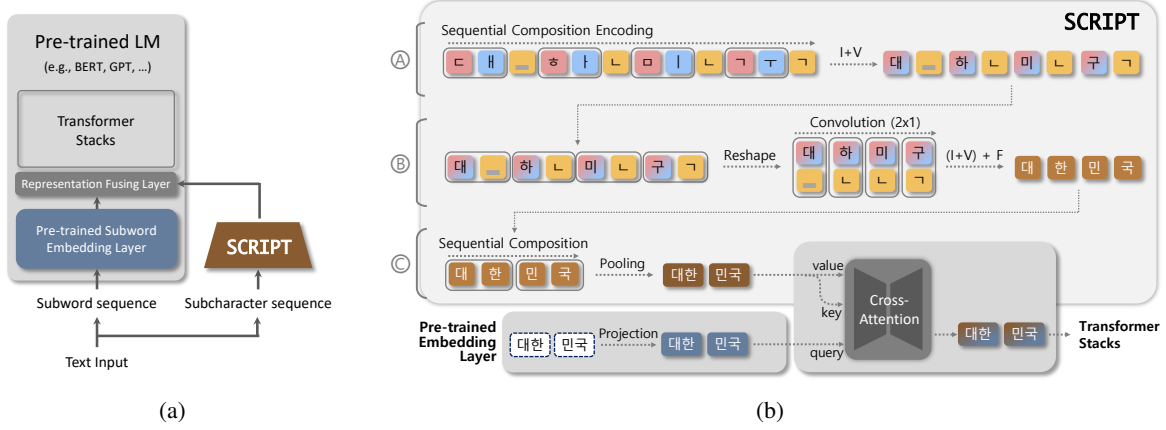 Pre-trained LM
(e.g., BERT, GPT, ...)
Transformer
Stacks
Representation Fusing Layer
Pre-trained Subword
Embedding Layer
SCRIPT
Subword sequence
Subcharacter sequence
Text Input
(a)
SCRIPT
A
Sequential Composition Encoding
ㄷ ㅐ _ ㅎ ㅏ ㄴ ㅁ ㅣ ㄴ ㄱ ㅜ ㄱ
I+V
대 _ 하 ㄴ 미 ㄴ 구 ㄱ
B
대 _ 하 ㄴ 미 ㄴ 구 ㄱ
Reshape
Convolution (2x1)
대 하 미 구
_ ㄴ ㄴ ㄱ
(I+V) + F
대 한 민 국
C
Sequential Composition
대 한 민 국
Pooling
대한 민국
value
key
query
Cross-
Attention
Pre-trained
Embedding
Layer
대한 민국
Projection
대한 민국
대한 민국
Transformer
Stacks
(b)